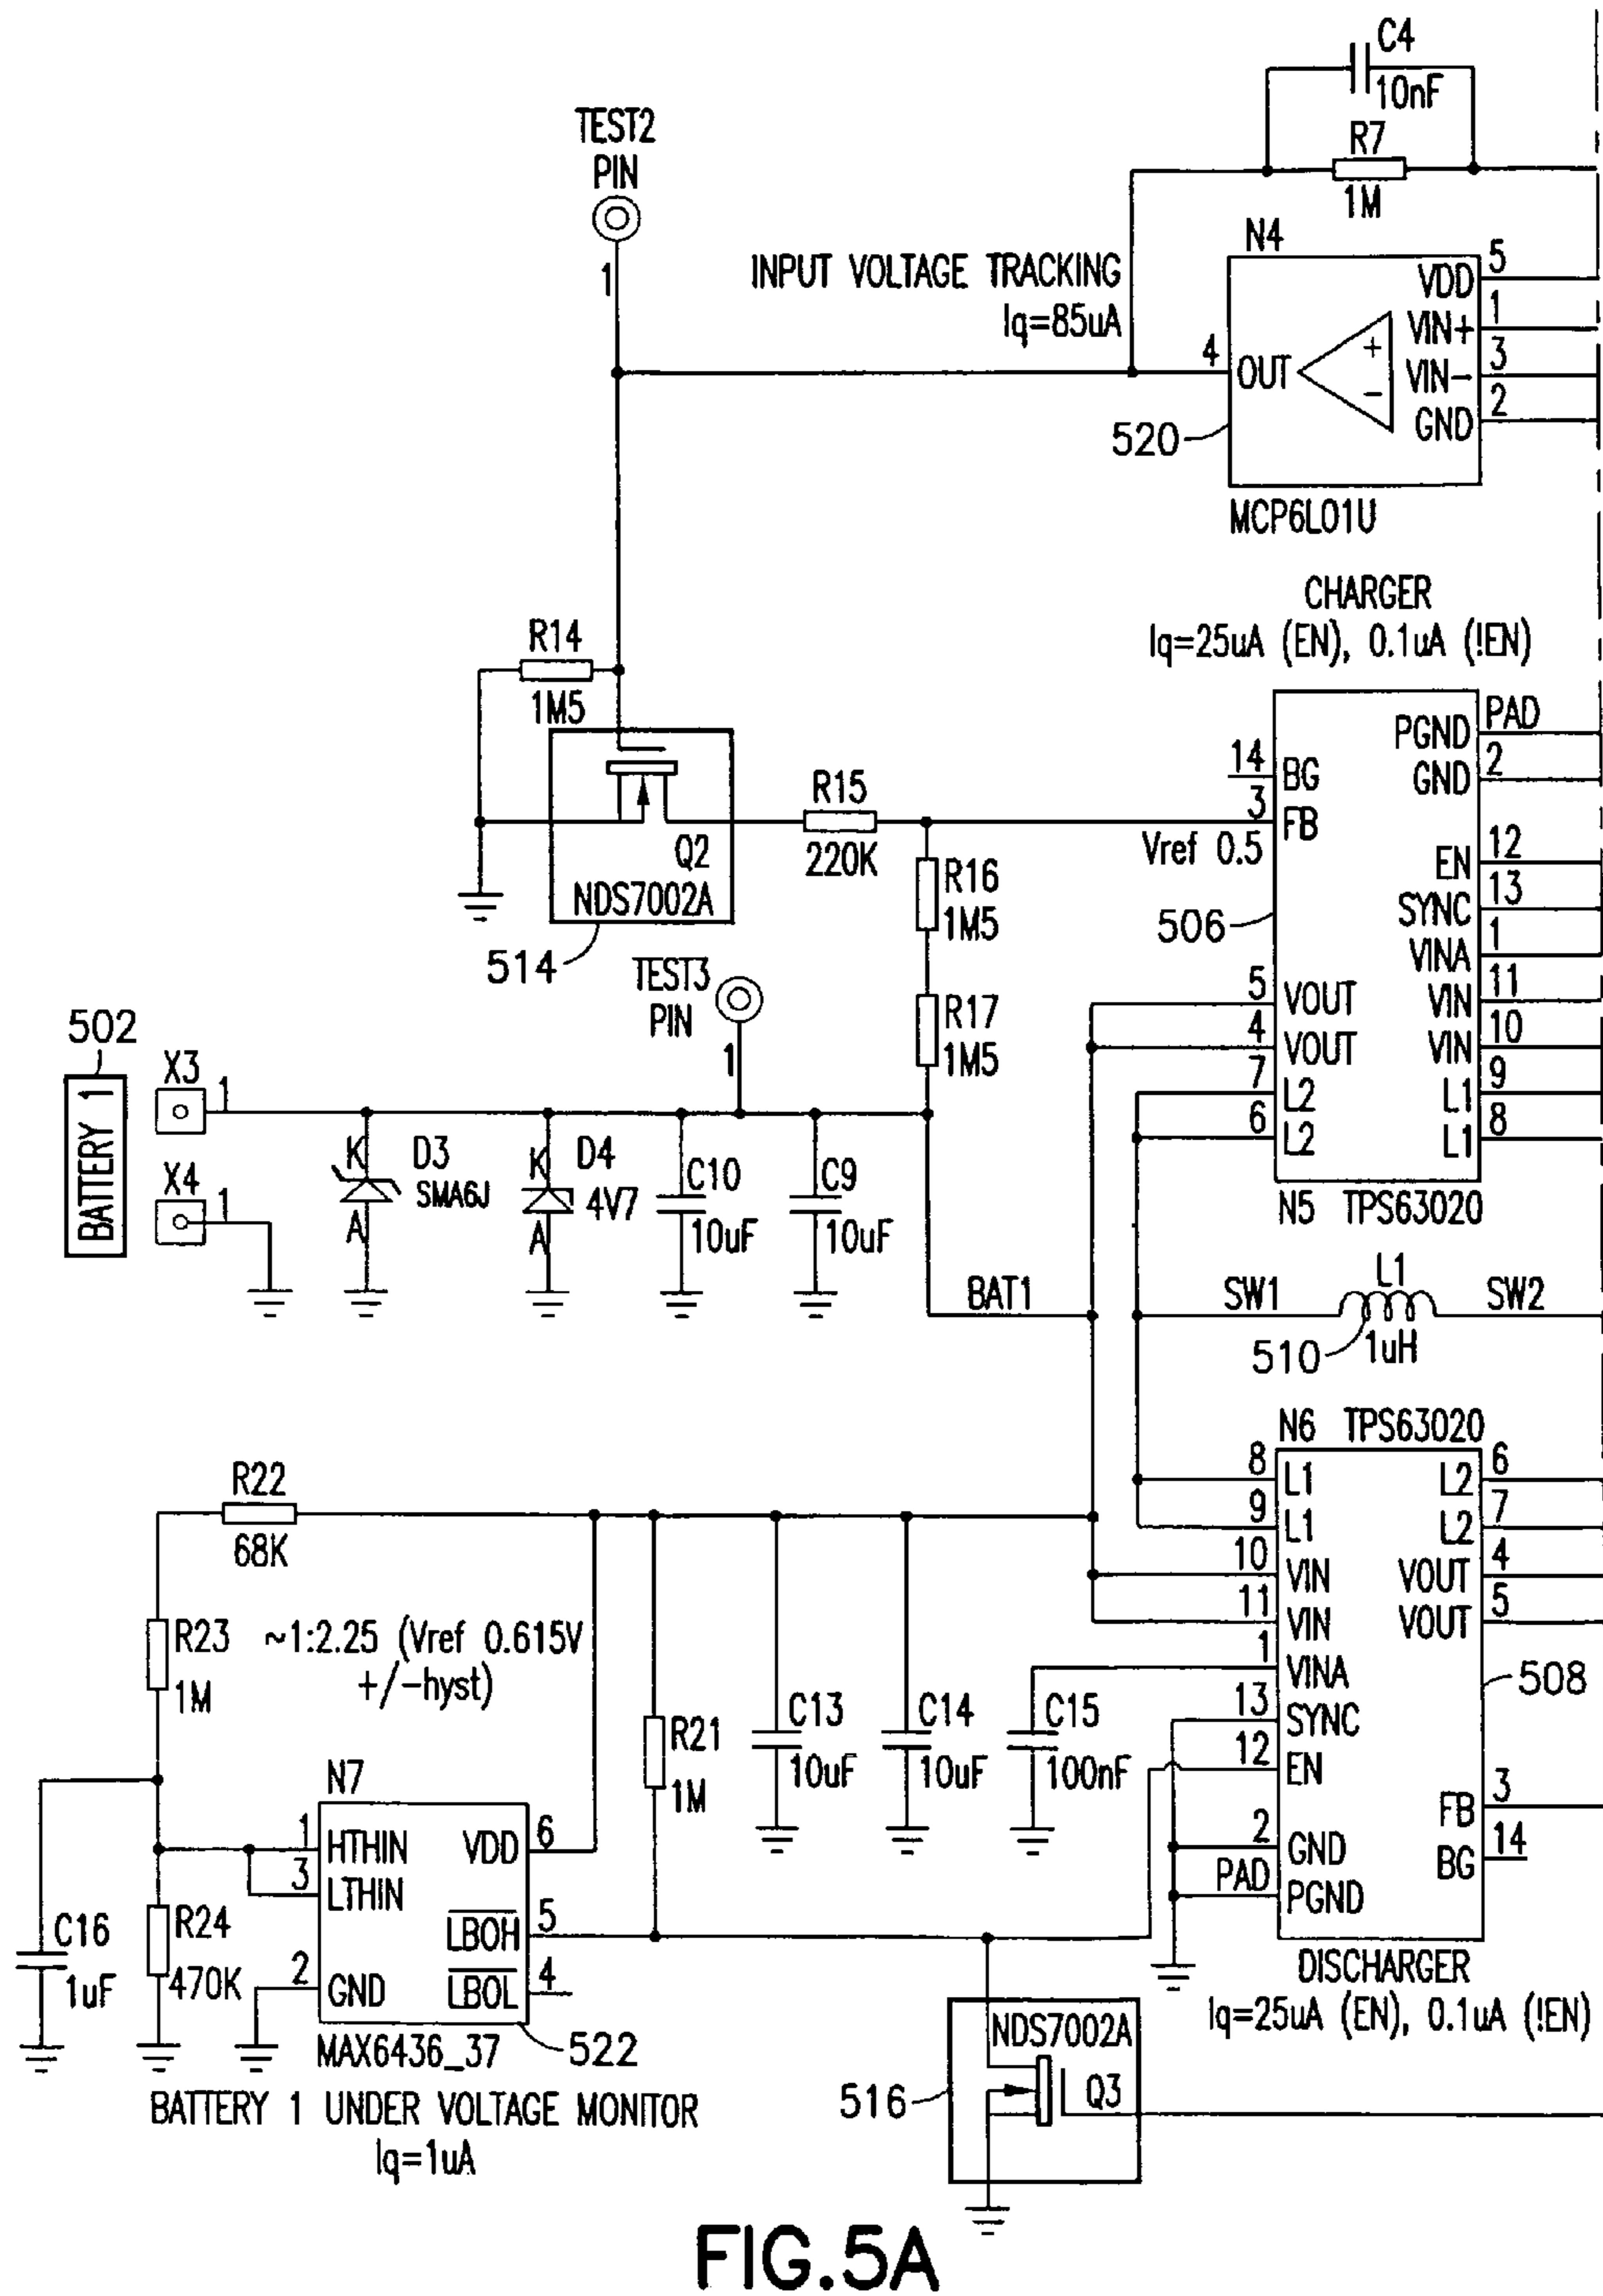 C4
10nF
R7
1M
TEST2
PIN
1
INPUT VOLTAGE TRACKING
Iq=85uA
N4
4
OUT
+
-
VDD
5
VIN+
1
VIN-
3
GND
2
520
MCP6L01U
CHARGER
Iq=25uA (EN), 0.1uA (!EN)
R14
1M5
Q2
NDS7002A
514
R15
220K
R16
1M5
R17
1M5
TEST3
PIN
1
14
BG
3
FB
Vref 0.5
506
5
VOUT
4
VOUT
7
L2
6
L2
PGND
PAD
GND
2
EN
12
SYNC
13
VINA
1
VIN
11
VIN
10
L1
9
L1
8
N5 TPS63020
502
BATTERY 1
X3
1
X4
1
K
A
D3
SMA6J
K
A
D4
4V7
C10
10uF
C9
10uF
BAT1
SW1
L1
SW2
510
1uH
N6 TPS63020
8
L1
9
L1
10
VIN
11
VIN
1
VINA
13
SYNC
12
EN
2
GND
PAD
PGND
L2
6
L2
7
VOUT
4
VOUT
5
508
FB
3
BG
14
DISCHARGER
Iq=25uA (EN), 0.1uA (!EN)
R22
68K
R23
1M
~1:2.25 (Vref 0.615V
+/-hyst)
R21
1M
C13
10uF
C14
10uF
C15
100nF
N7
1
HTHIN
3
LTHIN
2
GND
VDD
6
LBOH
5
LBOL
4
C16
1uF
R24
470K
MAX6436_37
522
BATTERY 1 UNDER VOLTAGE MONITOR
Iq=1uA
NDS7002A
Q3
516
FIG.5A